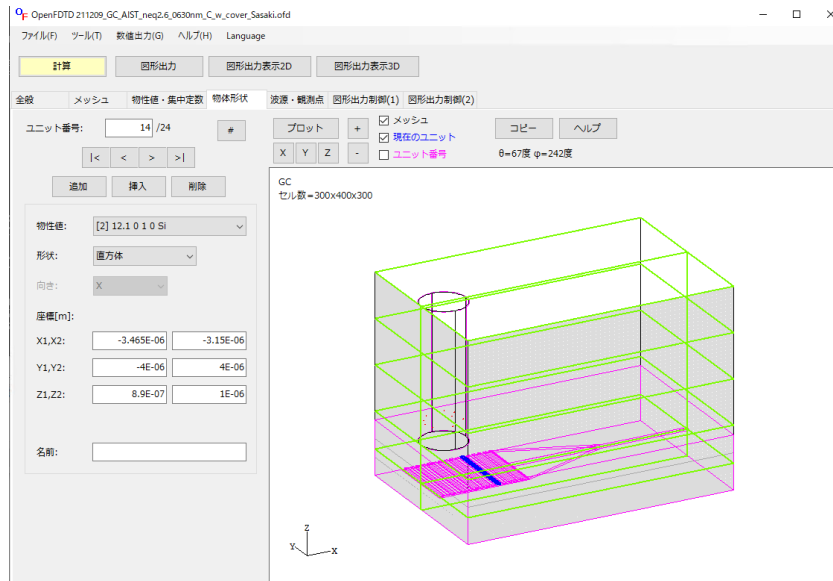 OpenFDTD 211209_GC_AIST_neq2.6_0630nm_C_w_cover_Sasaki.ofd
ファイル(F) ツール(T) 数値出力(G) ヘルプ(H) Language
計算 図形出力 図形出力表示2D 図形出力表示3D
全般 メッシュ 物性値・集中定数 物体形状 波源・観測点 図形出力制御(1) 図形出力制御(2)
ユニット番号: 14 /24 #
|< < > >|
追加 挿入 削除
物性値: [2] 12.1 0 1 0 Si
形状: 直方体
向き: X
座標[m]:
X1,X2: -3.465E-06 -3.15E-06
Y1,Y2: -4E-06 4E-06
Z1,Z2: 8.9E-07 1E-06
名前:
プロット + メッシュ コピー ヘルプ
現在のユニット
X Y Z - ユニット番号 θ=67度 φ=242度
GC
セル数=300x400x300
Z
Y X